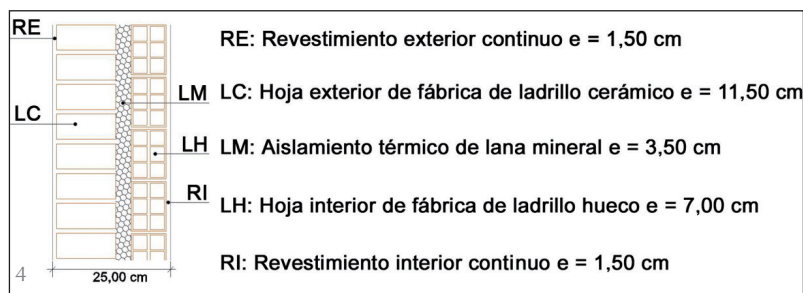 RE
LM
LC
LH
RI
4
25,00 cm
RE: Revestimiento exterior continuo e = 1,50 cm
LC: Hoja exterior de fábrica de ladrillo cerámico e = 11,50 cm
LM: Aislamiento térmico de lana mineral e = 3,50 cm
LH: Hoja interior de fábrica de ladrillo hueco e = 7,00 cm
RI: Revestimiento interior continuo e = 1,50 cm